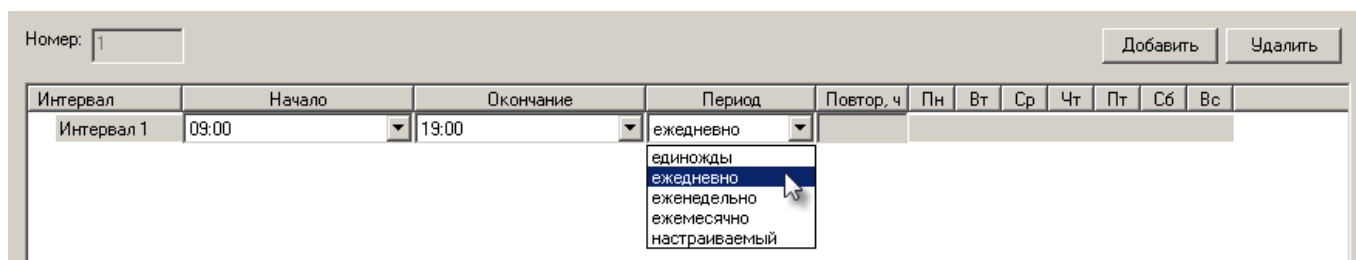 Номер: 1 Добавить Удалить
Интервал Начало Окончание Период Повтор, ч Пн Вт Ср Чт Пт Сб Вс
Интервал 1 09:00 19:00 ежедневно
единожды
ежедневно
еженедельно
ежемесячно
настраиваемый